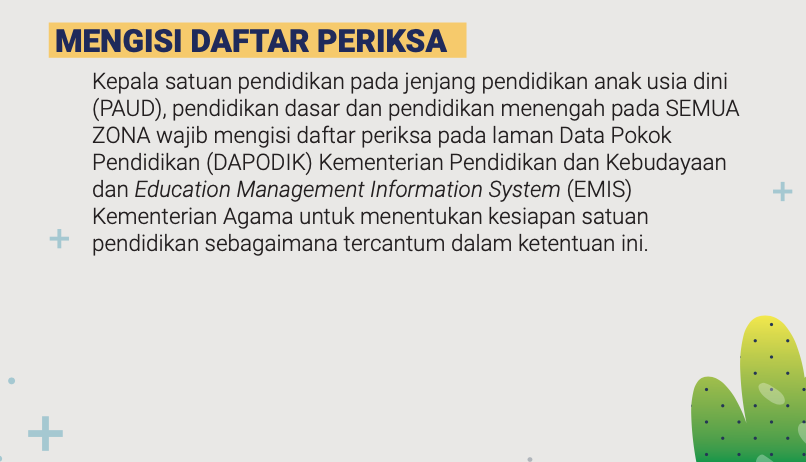 MENGISI DAFTAR PERIKSA
Kepala satuan pendidikan pada jenjang pendidikan anak usia dini
(PAUD), pendidikan dasar dan pendidikan menengah pada SEMUA
ZONA wajib mengisi daftar periksa pada laman Data Pokok
Pendidikan (DAPODIK) Kementerian Pendidikan dan Kebudayaan
dan Education Management Information System (EMIS)
Kementerian Agama untuk menentukan kesiapan satuan
pendidikan sebagaimana tercantum dalam ketentuan ini.